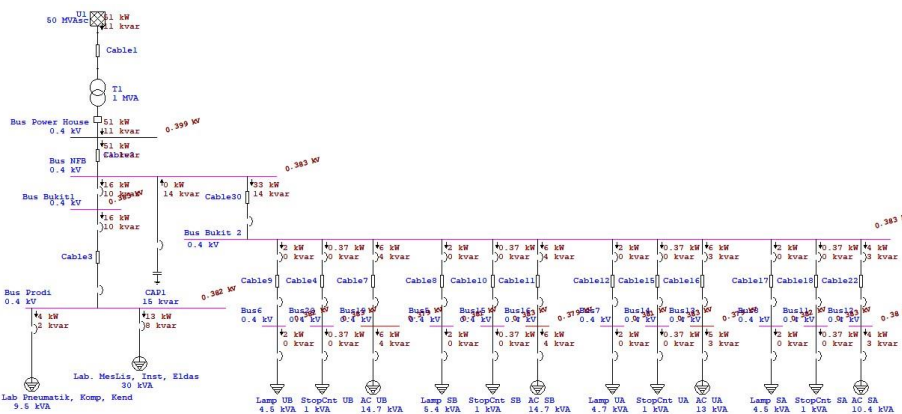 U1
50 MVAsc
51 kW
11 kvar
Cable1
T1
1 MVA
Bus Power House
0.4 kV
51 kW
11 kvar
0.399 kV
51 kW
Bus NFB
0.4 kV
0.383 kV
16 kW
10 kvar
0 kW
14 kvar
33 kW
14 kvar
Cable30
Bus Bukit1
0.4 kV
16 kW
10 kvar
Bus Bukit 2
0.4 kV
0.383
Cable3
CAP1
15 kvar
0.382 kV
Bus Prodi
0.4 kV
4 kW
2 kvar
13 kW
8 kvar
Lab. MesLis, Inst, Eldas
30 kVA
Lab Pneumatik, Komp, Kend
9.5 kVA
2 kW 0.37 kW 6 kW 2 kW 0.37 kW 6 kW 2 kW 0.37 kW 5 kW 2 kW 0.37 kW 4 kW
0 kvar 0 kvar 4 kvar 0 kvar 0 kvar 4 kvar 0 kvar 0 kvar 3 kvar 0 kvar 0 kvar 3 kvar
Cable9 Cable4 Cable7 Cable8 Cable10 Cable11 Cable12 Cable15 Cable16 Cable17 Cable18 Cable22
Bus6
0.4 kV
2 kW 0.37 kW 6 kW 2 kW 0.37 kW 6 kW 2 kW 0.37 kW 5 kW 2 kW 0.37 kW 4 kW
0 kvar 0 kvar 4 kvar 0 kvar 0 kvar 4 kvar 0 kvar 0 kvar 3 kvar 0 kvar 0 kvar 3 kvar
Lamp UB StopCnt UB AC UB Lamp SB StopCnt SB AC SB Lamp UA StopCnt UA AC UA Lamp SA StopCnt SA AC SA
4.5 kVA 1 kVA 14.7 kVA 5.4 kVA 1 kVA 14.7 kVA 4.7 kVA 1 kVA 13 kVA 4.5 kVA 1 kVA 10.4 kVA